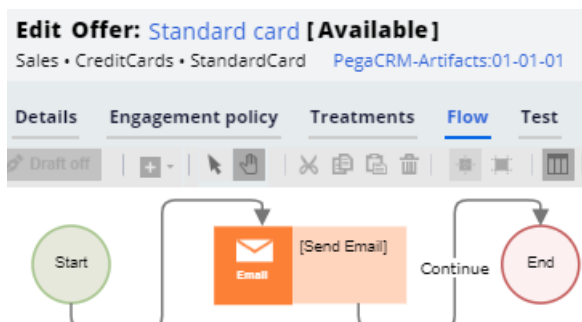 Edit Offer: Standard card [Available]
Sales • CreditCards • StandardCard PegaCRM-Artifacts:01-01-01
Details Engagement policy Treatments Flow Test
Draft off
Start
Email
[Send Email]
Continue
End